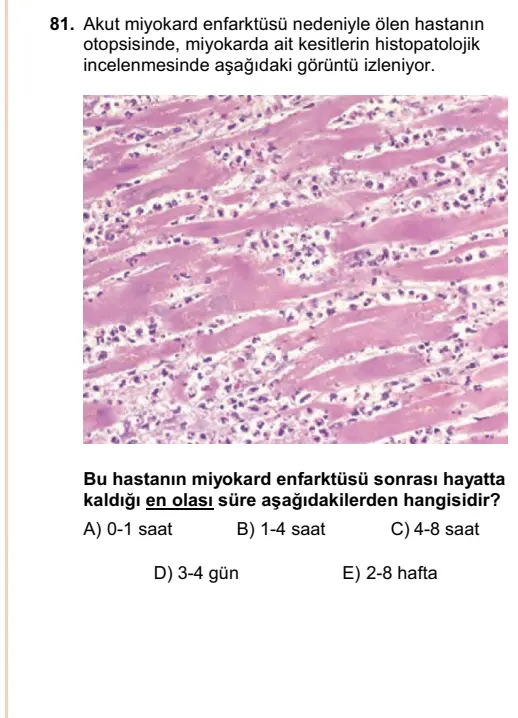 81. Akut miyokard enfarktüsü nedeniyle ölen hastanın
otopsisinde, miyokarda ait kesitlerin histopatolojik
incelenmesinde aşağıdaki görüntü izleniyor.
Bu hastanın miyokard enfarktüsü sonrası hayatta
kaldığı en olası süre aşağıdakilerden hangisidir?
A) 0-1 saat B) 1-4 saat C) 4-8 saat
D) 3-4 gün E) 2-8 hafta